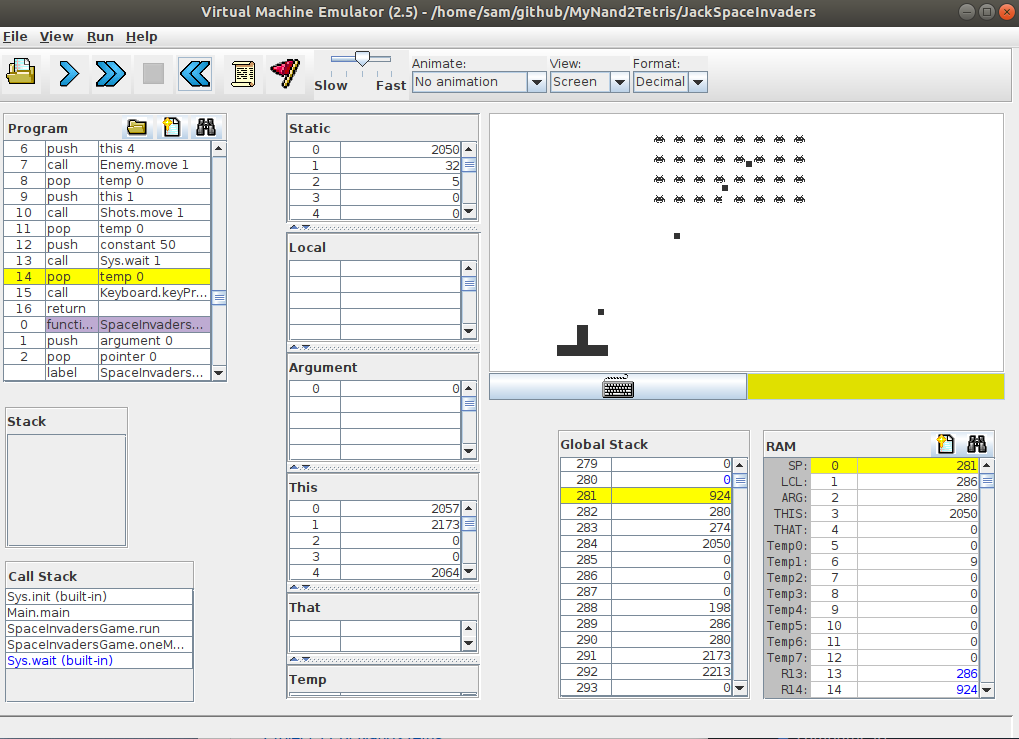 Virtual Machine Emulator (2.5) - /home/sam/github/MyNand2Tetris/JackSpaceInvaders
File View Run Help
Slow Fast
Animate: View: Format:
No animation Screen Decimal
Program
6 push this 4
7 call Enemy.move 1
8 pop temp 0
9 push this 1
10 call Shots.move 1
11 pop temp 0
12 push constant 50
13 call Sys.wait 1
14 pop temp 0
15 call Keyboard.keyPr...
16 return
0 functi... SpaceInvaders...
1 push argument 0
2 pop pointer 0
label SpaceInvaders...
Stack
Call Stack
Sys.init (built-in)
Main.main
SpaceInvadersGame.run
SpaceInvadersGame.oneM...
Sys.wait (built-in)
Static
0 2050
1 32
2 5
3 0
4 0
Local
Argument
0 0
This
0 2057
1 2173
2 0
3 0
4 2064
That
Temp
Global Stack
279 0
280 0
281 924
282 280
283 274
284 2050
285 0
286 0
287 0
288 198
289 286
290 280
291 2173
292 2213
293 0
RAM
SP: 0 281
LCL: 1 286
ARG: 2 280
THIS: 3 2050
THAT: 4 0
Temp0: 5 0
Temp1: 6 9
Temp2: 7 0
Temp3: 8 0
Temp4: 9 0
Temp5: 10 0
Temp6: 11 0
Temp7: 12 0
R13: 13 286
R14: 14 924